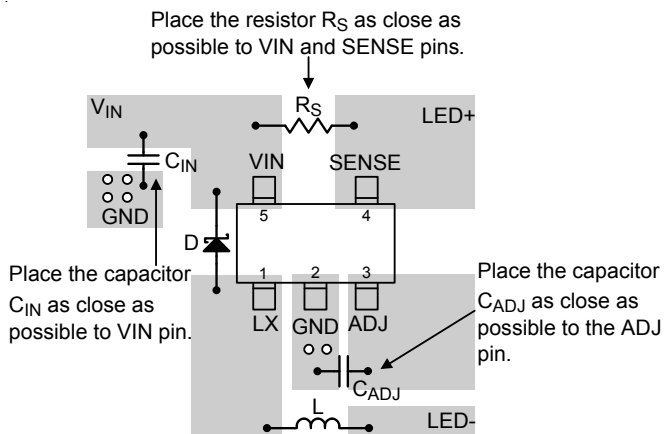 Place the resistor RS as close as
possible to VIN and SENSE pins.
RS
VIN
LED+
CIN
VIN
SENSE
GND
5
4
D
Place the capacitor
CIN as close as
possible to VIN pin.
1
2
3
LX
GND
ADJ
Place the capacitor
CADJ as close as
possible to the ADJ
pin.
CADJ
L
LED-